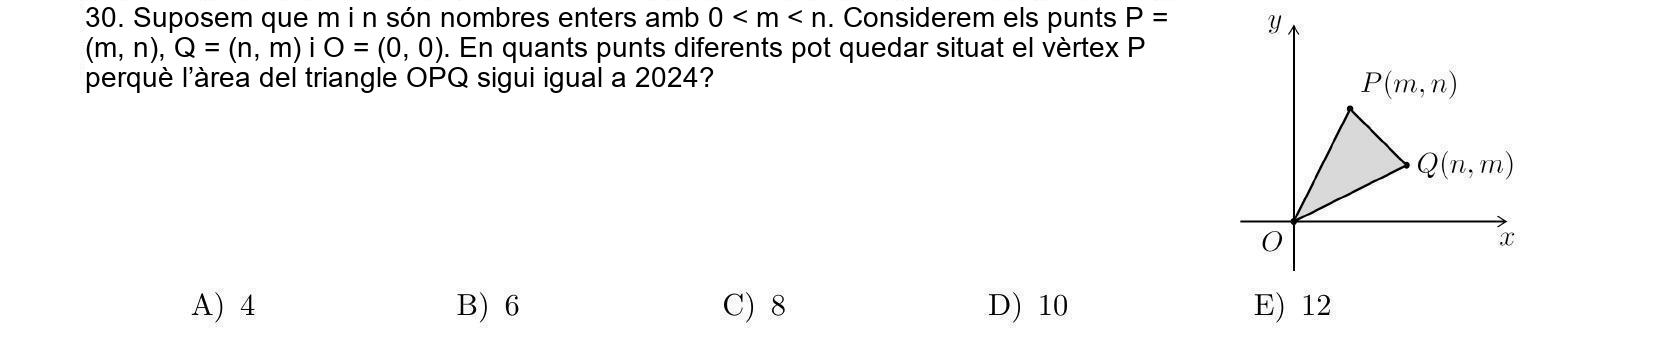 30. Suposem que m i n són nombres enters amb 0 < m < n. Considerem els punts P =
(m, n), Q = (n, m) i O = (0, 0). En quants punts diferents pot quedar situat el vèrtex P
perquè l’àrea del triangle OPQ sigui igual a 2024?
y
P(m, n)
Q(n, m)
O
x
A) 4 B) 6 C) 8 D) 10 E) 12